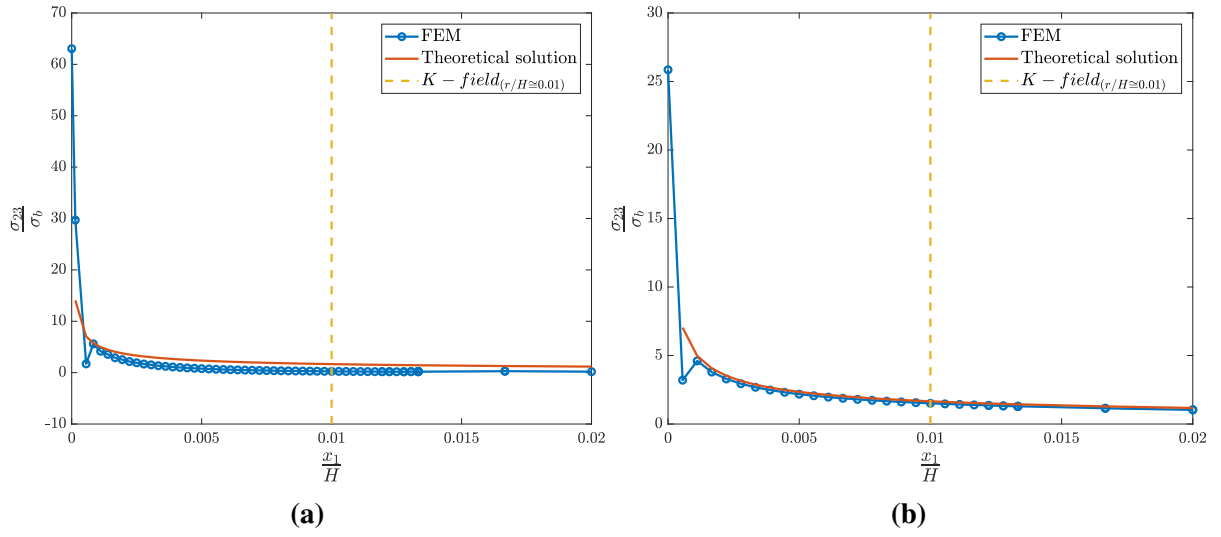 70
60
50
40
30
20
10
0
-10
σ23
σb
0
0.005
0.01
0.015
0.02
x1
H
FEM
Theoretical solution
K − field(r/H≅0.01)
(a)
30
25
20
15
10
5
0
σ23
σb
0
0.005
0.01
0.015
0.02
x1
H
FEM
Theoretical solution
K − field(r/H≅0.01)
(b)